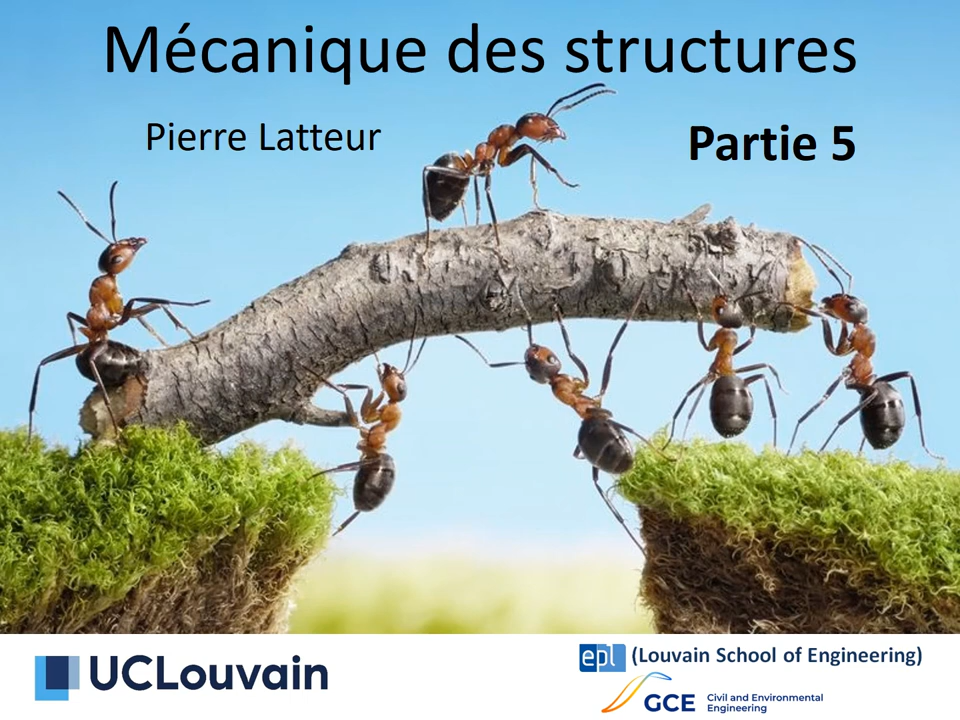 Mécanique des structures
Pierre Latteur
Partie 5
UCLouvain
epl (Louvain School of Engineering)
GCE Civil and Environmental
Engineering